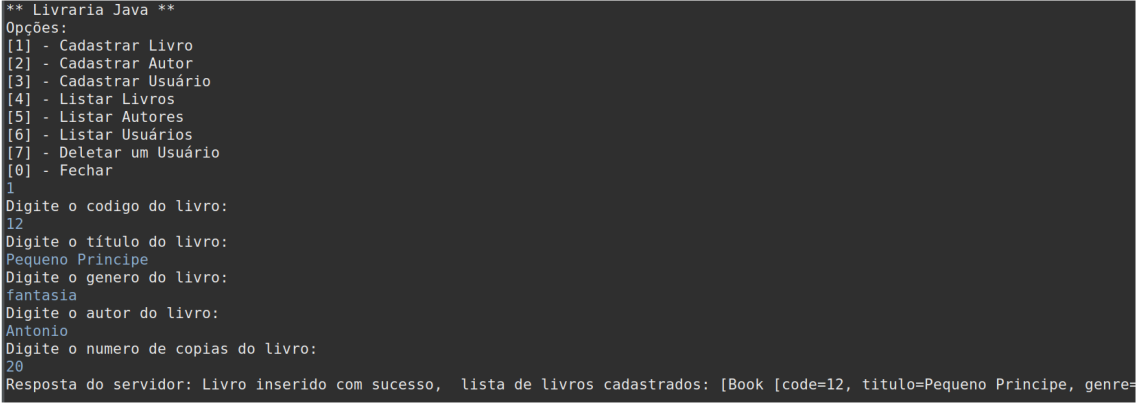 ** Livraria Java **
Opções:
[1] - Cadastrar Livro
[2] - Cadastrar Autor
[3] - Cadastrar Usuário
[4] - Listar Livros
[5] - Listar Autores
[6] - Listar Usuários
[7] - Deletar um Usuário
[0] - Fechar
1
Digite o codigo do livro:
12
Digite o título do livro:
Pequeno Principe
Digite o genero do livro:
fantasia
Digite o autor do livro:
Antonio
Digite o numero de copias do livro:
20
Resposta do servidor: Livro inserido com sucesso,  lista de livros cadastrados: [Book [code=12, titulo=Pequeno Principe, genre=